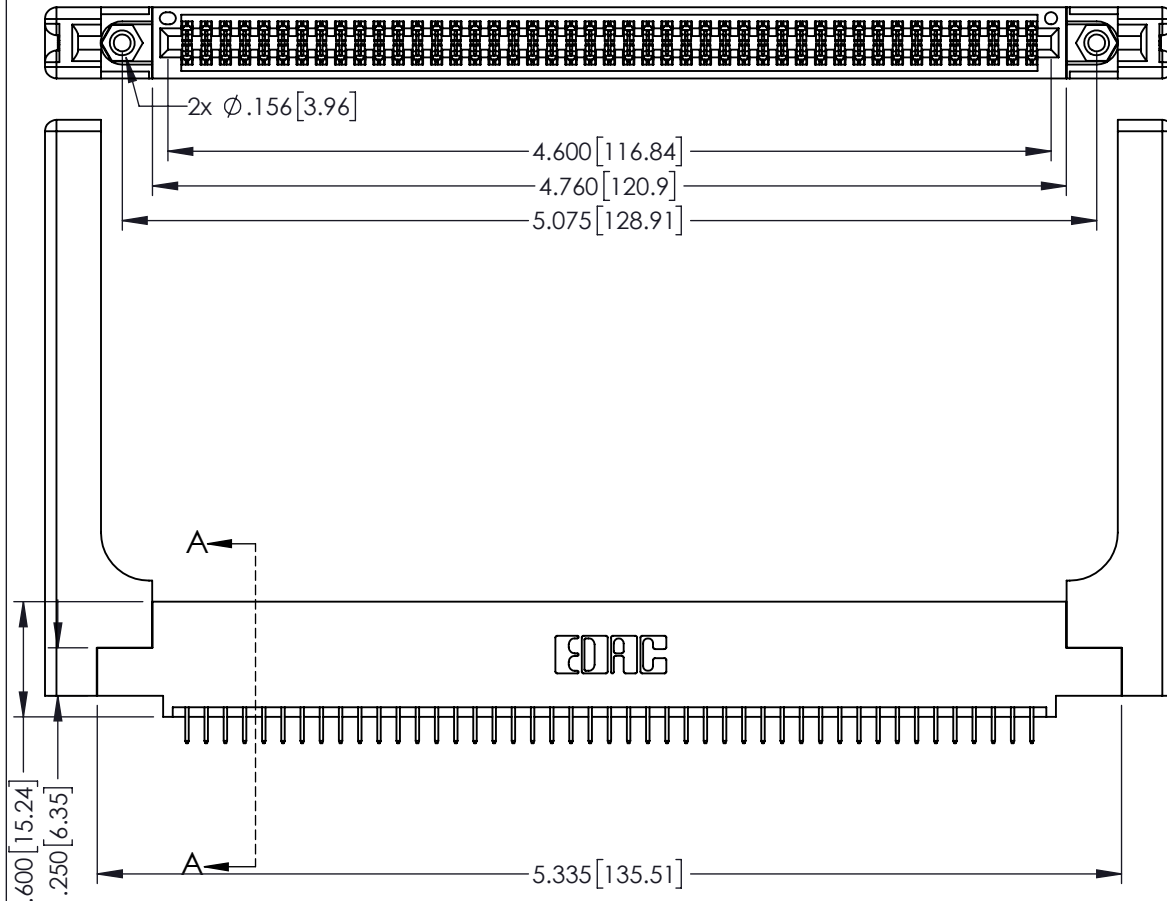 2x ∅.156[3.96]
4.600[116.84]
4.760[120.9]
5.075[128.91]
A
EDAC
.600[15.24]
.250[6.35]
A
5.335[135.51]